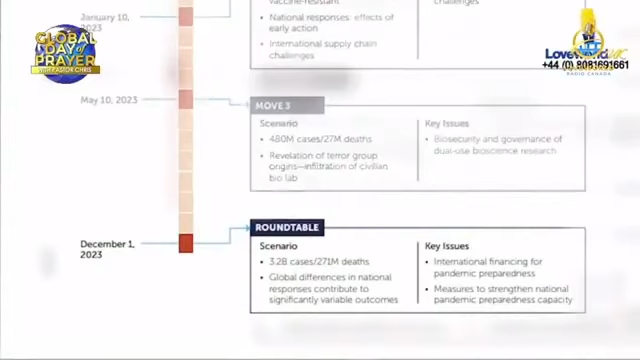 January 10,
2023
vaccine-resistant
National responses: effects of
early action
International supply chain
challenges
challenges
GLOBAL
DAY of
PRAYER
WITH PASTOR CHRIS
+44 (0) 8081691661
RADIO CANADA
May 10, 2023
MOVE 3
Scenario
480M cases/27M deaths
Revelation of terror group
origins—infiltration of civilian
bio lab
Key Issues
Biosecurity and governance of
dual-use bioscience research
December 1,
2023
ROUNDTABLE
Scenario
3.2B cases/271M deaths
Global differences in national
responses contribute to
significantly variable outcomes
Key Issues
International financing for
pandemic preparedness
Measures to strengthen national
pandemic preparedness capacity